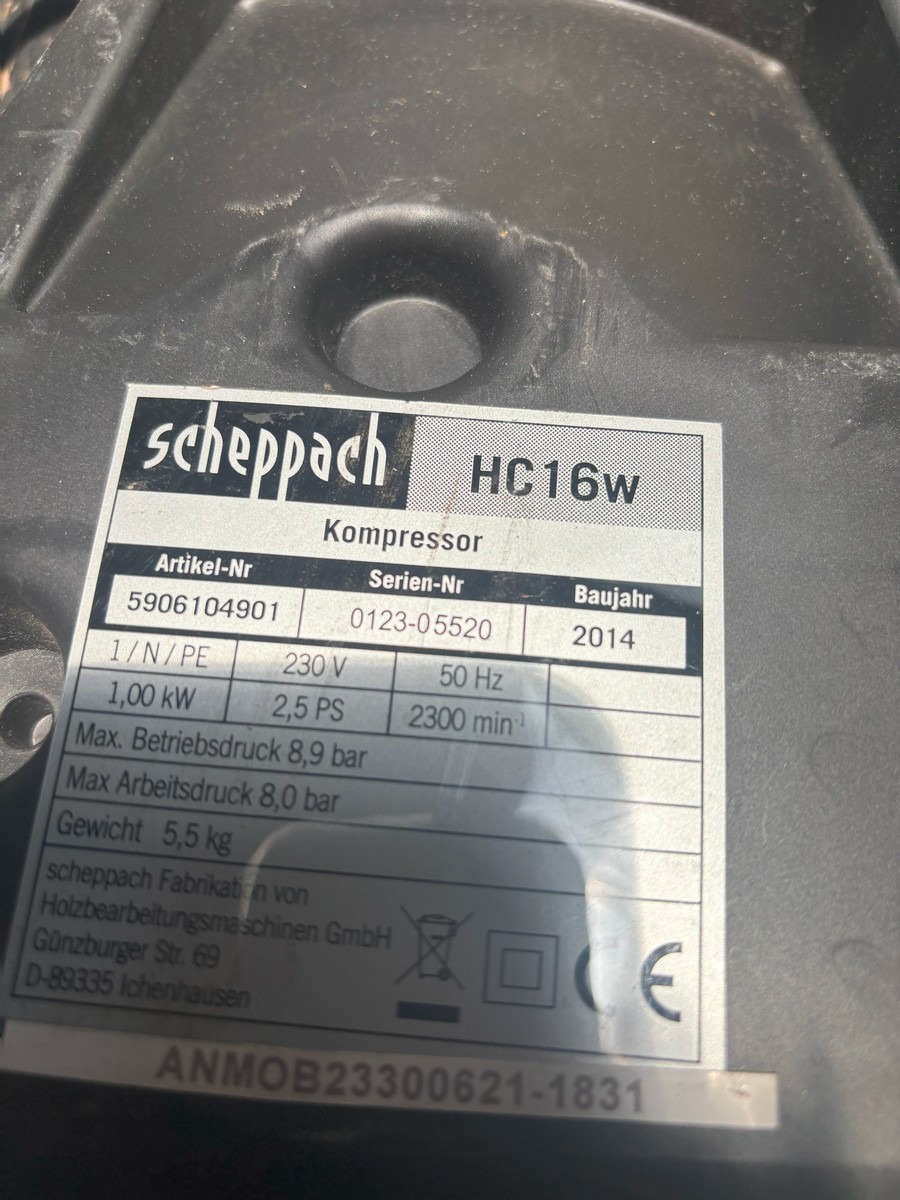 scheppach HC16w
Kompressor
Artikel-Nr Serien-Nr Baujahr
5906104901 0123-05520 2014
1/N/PE 230 V 50 Hz
1,00 kW 2,5 PS 2300 min-1
Max. Betriebsdruck 8,9 bar
Max Arbeitsdruck 8,0 bar
Gewicht 5,5 kg
scheppach Fabrikation von
Holzbearbeitungsmaschinen GmbH
Günzburger Str. 69
D-89335 Ichenhausen
CE
ANMOB23300621-1831